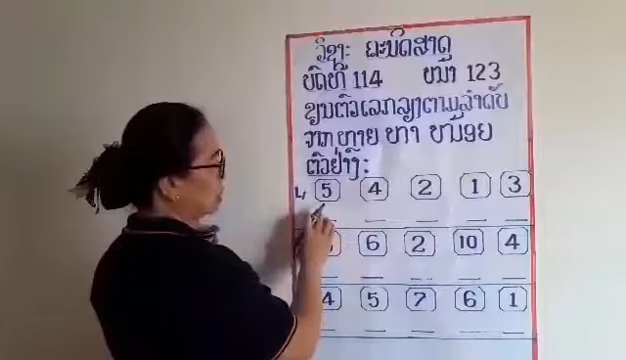 ວິຊາ: ຄະນິດສາດ
ບົດທີ 114 ໜ້າ 123
ຂຽນຕົວເລກລຽງຕາມລຳດັບ
ຈາກ ຫຼາຍ ຫາ ໜ້ອຍ
ຕົວຢ່າງ:
5 4 2 1 3
6 2 10 4
4 5 7 6 1